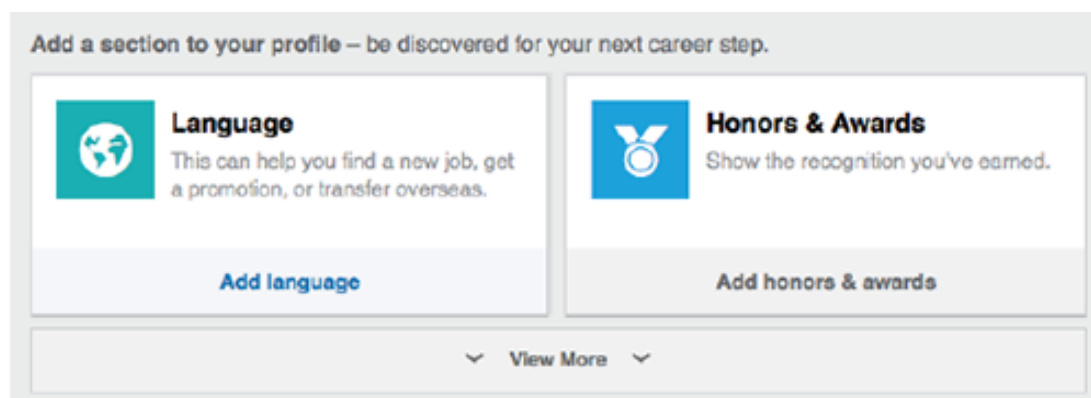 Add a section to your profile – be discovered for your next career step.
Language
This can help you find a new job, get
a promotion, or transfer overseas.
Add language
Honors & Awards
Show the recognition you've earned.
Add honors & awards
View More